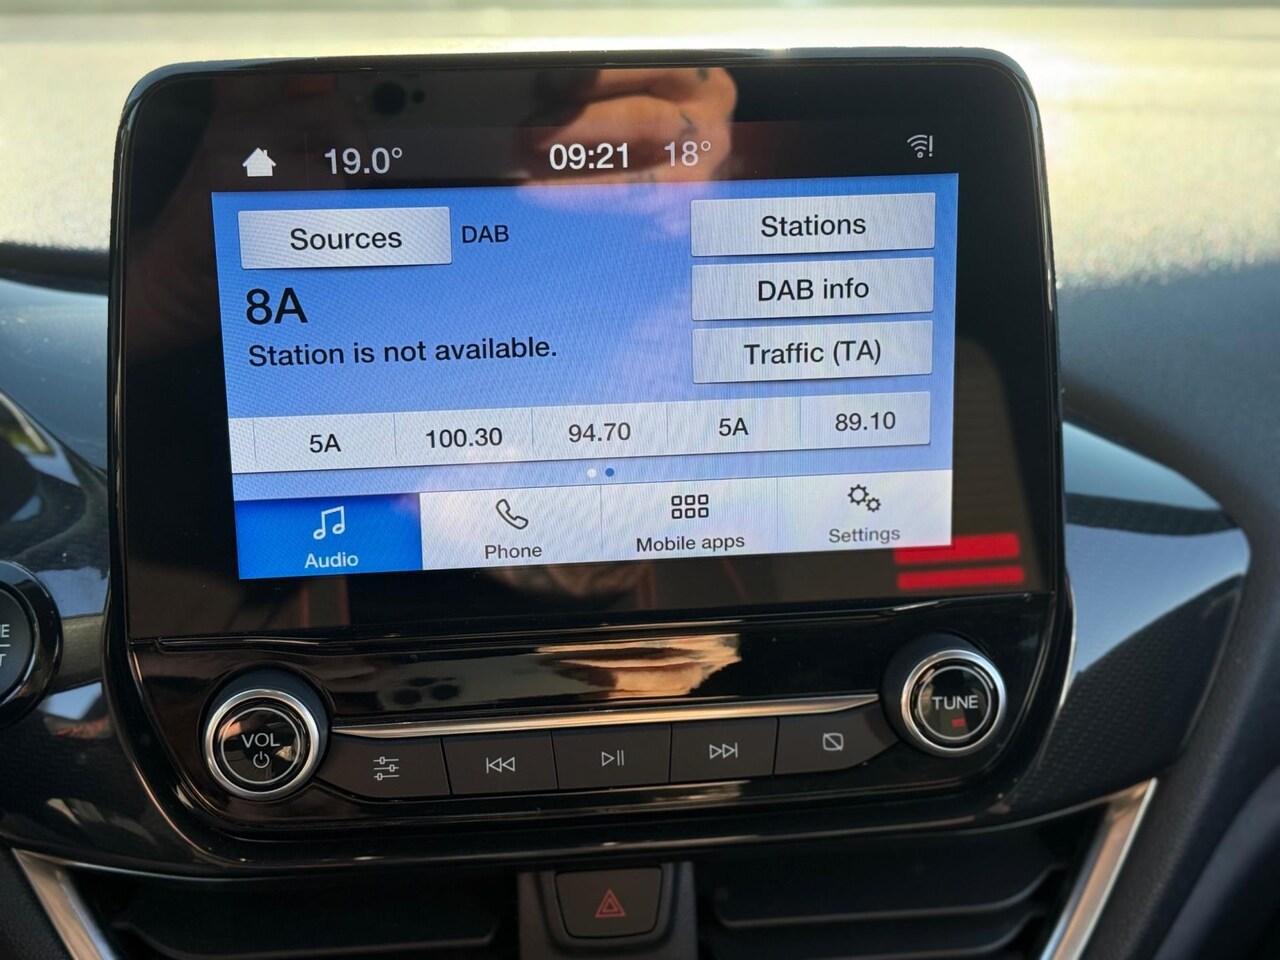 19.0° 09:21 18°
Sources DAB Stations
8A DAB info
Station is not available. Traffic (TA)
5A 100.30 94.70 5A 89.10
Audio Phone Mobile apps Settings
VOL TUNE